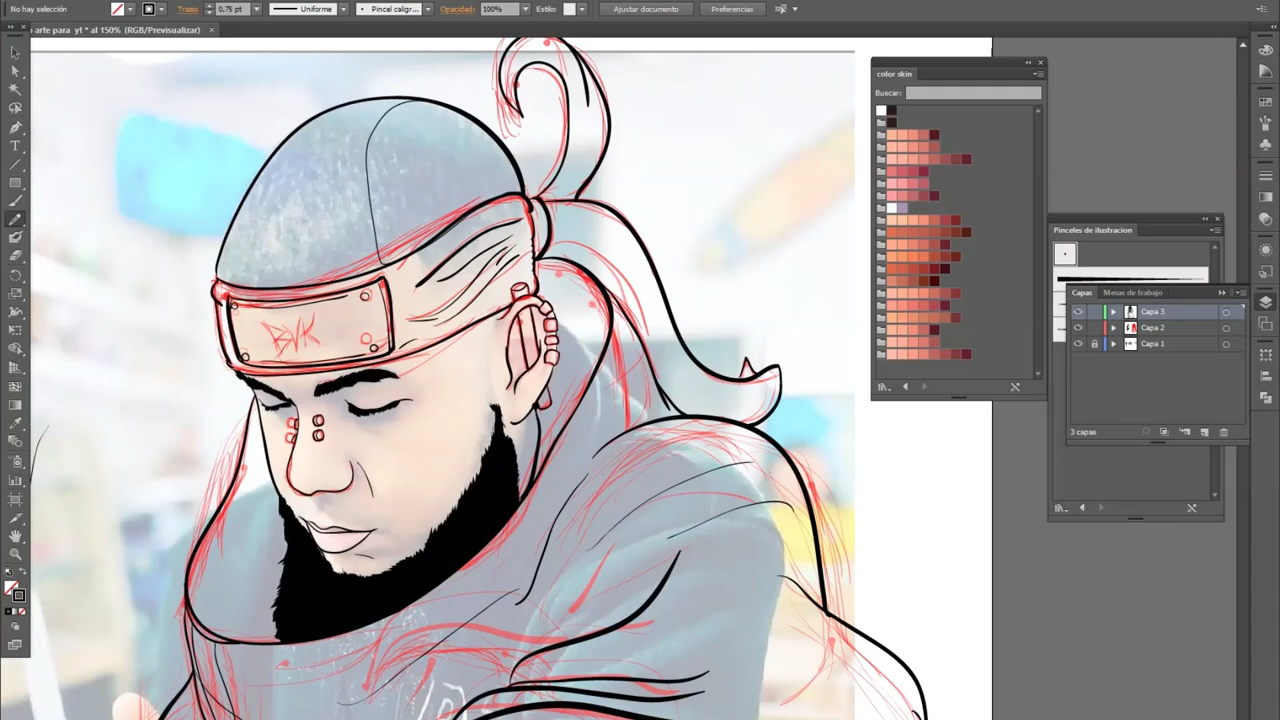 No hay selección
Trazo:
0,75 pt
Uniforme
Pincel caligr...
Opacidad:
100%
Estilo:
Ajustar documento
Preferencias
arte para yt * al 150% (RGB/Previsualizar)
color skin
Buscar:
BVK
Pinceles de ilustracion
Capas
Mesas de trabajo
Capa 3
Capa 2
Capa 1
3 capas